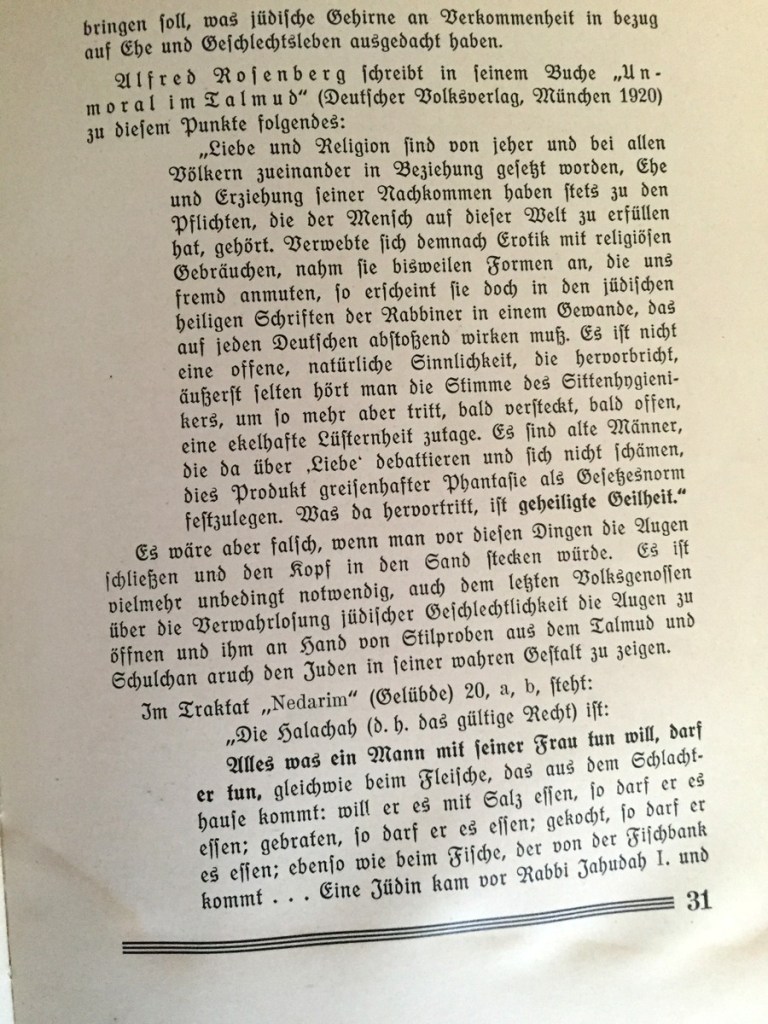 bringen soll, was jüdische Gehirne an Verkommenheit in bezug
auf Ehe und Geschlechtsleben ausgedacht haben.
Alfred Rosenberg schreibt in seinem Buche „Un-
moral im Talmud“ (Deutscher Volksverlag, München 1920)
zu diesem Punkte folgendes:
„Liebe und Religion sind von jeher und bei allen
Völkern zueinander in Beziehung gesetzt worden, Ehe
und Erziehung seiner Nachkommen haben stets zu den
Pflichten, die der Mensch auf dieser Welt zu erfüllen
hat, gehört. Verwebte sich demnach Erotik mit religiösen
Gebräuchen, nahm sie bisweilen Formen an, die uns
fremd anmuten, so erscheint sie doch in den jüdischen
heiligen Schriften der Rabbiner in einem Gewande, das
auf jeden Deutschen abstoßend wirken muß. Es ist nicht
eine offene, natürliche Sinnlichkeit, die hervorbricht,
äußerst selten hört man die Stimme des Sittenhygieni-
kers, um so mehr aber tritt, bald versteckt, bald offen,
eine ekelhafte Lüsternheit zutage. Es sind alte Männer,
die da über ‚Liebe‘ debattieren und sich nicht schämen,
dies Produkt greisenhafter Phantasie als Gesetzesnorm
festzulegen. Was da hervortritt, ist geheiligte Geilheit.“
Es wäre aber falsch, wenn man vor diesen Dingen die Augen
schließen und den Kopf in den Sand stecken würde. Es ist
vielmehr unbedingt notwendig, auch dem letzten Volksgenossen
über die Verwahrlosung jüdischer Geschlechtlichkeit die Augen zu
öffnen und ihm an Hand von Stilproben aus dem Talmud und
Schulchan aruch den Juden in seiner wahren Gestalt zu zeigen.
Im Traktat „Nedarim“ (Gelübde) 20, a, b, steht:
„Die Halachah (d. h. das gültige Recht) ist:
Alles was ein Mann mit seiner Frau tun will, darf
er tun, gleichwie beim Fleische, das aus dem Schlacht-
hause kommt: will er es mit Salz essen, so darf er es
essen; gebraten, so darf er es essen; gekocht, so darf er
es essen; ebenso wie beim Fische, der von der Fischbank
kommt . . . Eine Jüdin kam vor Rabbi Jahudah I. und
31